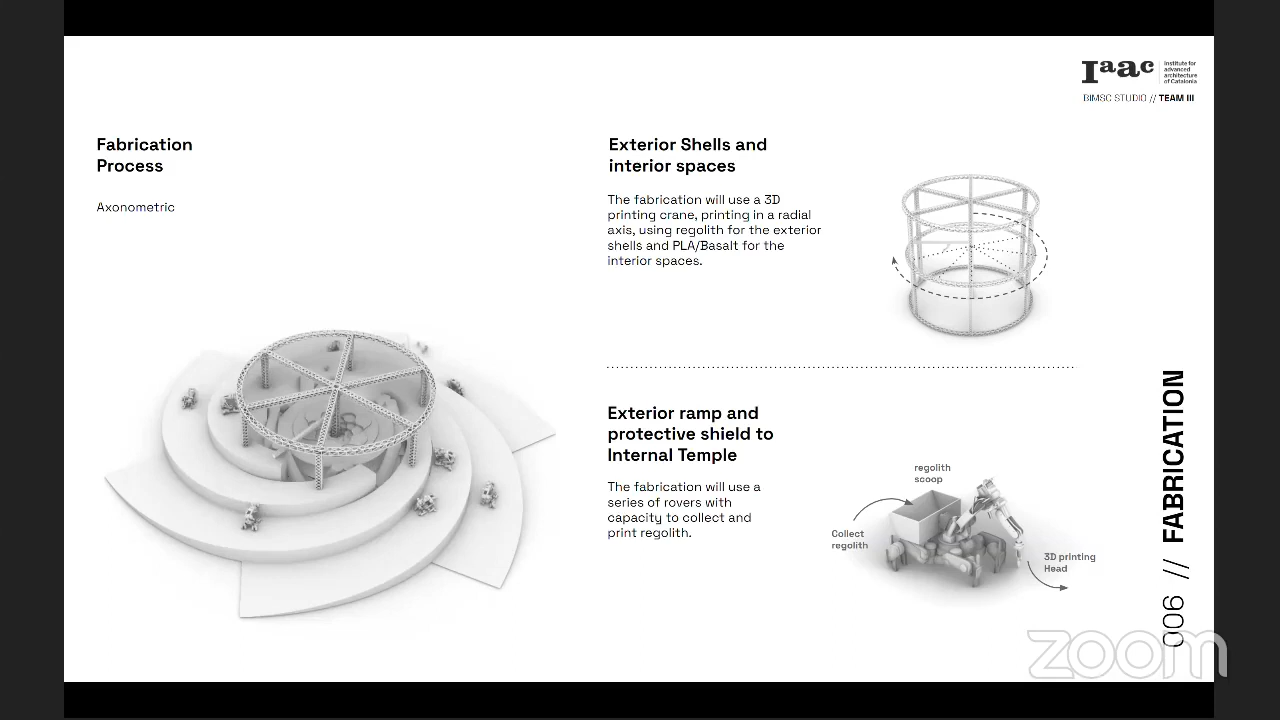 Iaac
Institute for
advanced
architecture
of Catalonia
BIMSC STUDIO // TEAM III
Fabrication
Process
Axonometric
Exterior Shells and
interior spaces
The fabrication will use a 3D
printing crane, printing in a radial
axis, using regolith for the exterior
shells and PLA/Basalt for the
interior spaces.
Exterior ramp and
protective shield to
Internal Temple
The fabrication will use a
series of rovers with
capacity to collect and
print regolith.
regolith
scoop
Collect
regolith
3D printing
Head
006 // FABRICATION
zoom